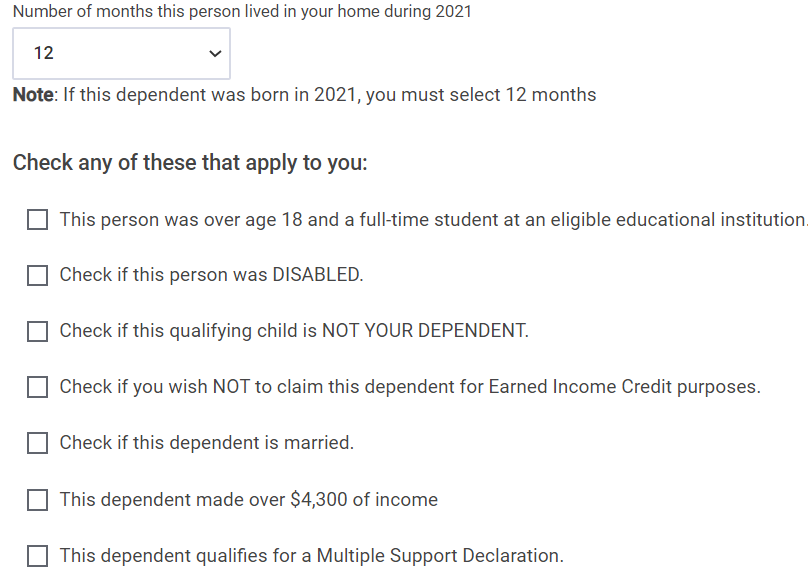 Number of months this person lived in your home during 2021
12
Note: If this dependent was born in 2021, you must select 12 months
Check any of these that apply to you:
This person was over age 18 and a full-time student at an eligible educational institution.
Check if this person was DISABLED.
Check if this qualifying child is NOT YOUR DEPENDENT.
Check if you wish NOT to claim this dependent for Earned Income Credit purposes.
Check if this dependent is married.
This dependent made over $4,300 of income
This dependent qualifies for a Multiple Support Declaration.